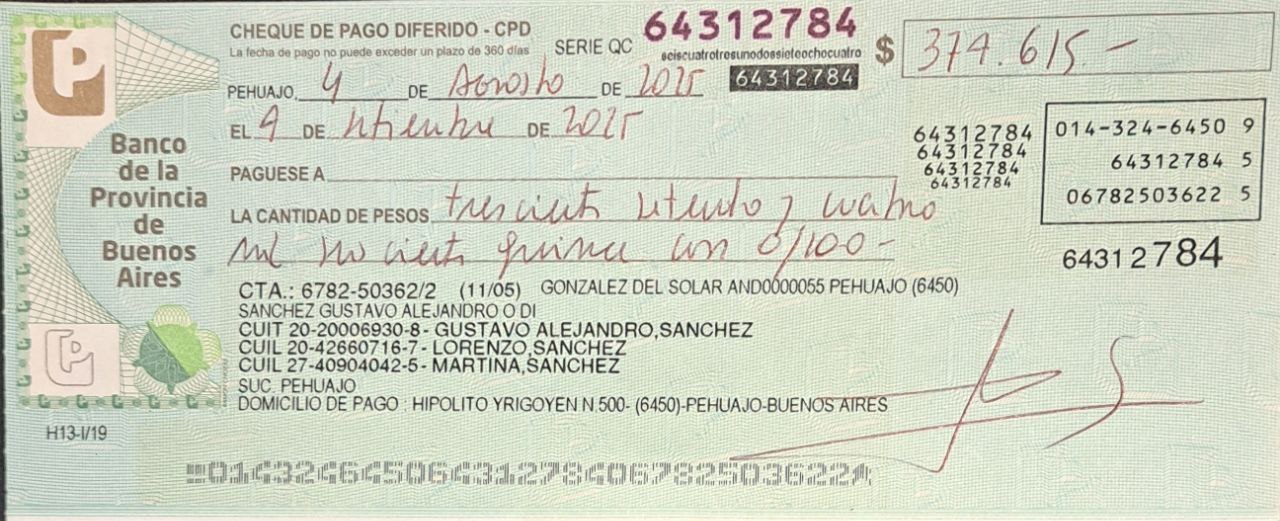 CHEQUE DE PAGO DIFERIDO - CPD
La fecha de pago no puede exceder un plazo de 360 días
SERIE QC
64312784
seiscuatrotresunodossieteochocuatro
64312784
$ 374.615.-
PEHUAJO, 4 DE Agosto DE 2025
EL 9 DE DE 2025
PAGUESE A
LA CANTIDAD DE PESOS trescient setenta y cuatro
mil quince con 0/100-
Banco
de la
Provincia
de
Buenos
Aires
64312784
64312784
64312784
64312784
014-324-6450 9
64312784 5
06782503622 5
64312784
CTA.: 6782-50362/2 (11/05) GONZALEZ DEL SOLAR AND0000055 PEHUAJO (6450)
SANCHEZ GUSTAVO ALEJANDRO O DI
CUIT 20-20006930-8- GUSTAVO ALEJANDRO,SANCHEZ
CUIL 20-42660716-7- LORENZO,SANCHEZ
CUIL 27-40904042-5- MARTINA,SANCHEZ
SUC. PEHUAJO
DOMICILIO DE PAGO : HIPOLITO YRIGOYEN N.500- (6450)-PEHUAJO-BUENOS AIRES
H13-I/19
01432464506431278406782503622